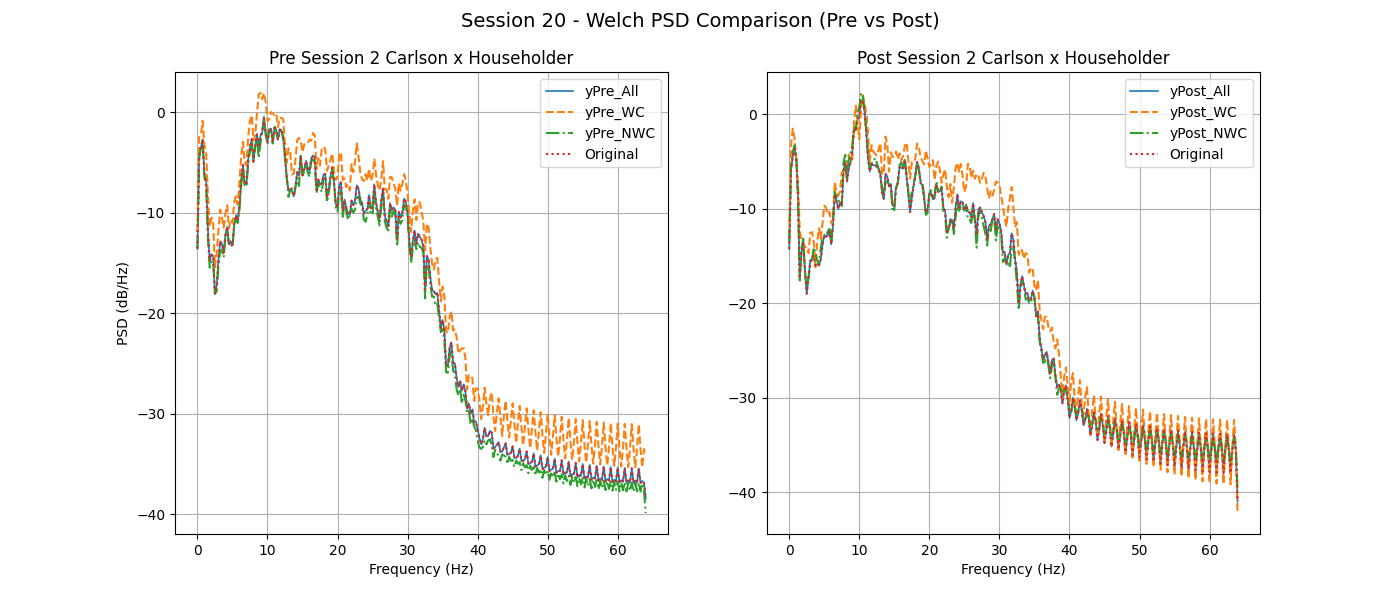 Session 20 - Welch PSD Comparison (Pre vs Post)
Pre Session 2 Carlson x Householder
yPre_All
yPre_WC
yPre_NWC
Original
0
−10
−20
−30
−40
PSD (dB/Hz)
0 10 20 30 40 50 60
Frequency (Hz)
Post Session 2 Carlson x Householder
yPost_All
yPost_WC
yPost_NWC
Original
0
−10
−20
−30
−40
0 10 20 30 40 50 60
Frequency (Hz)